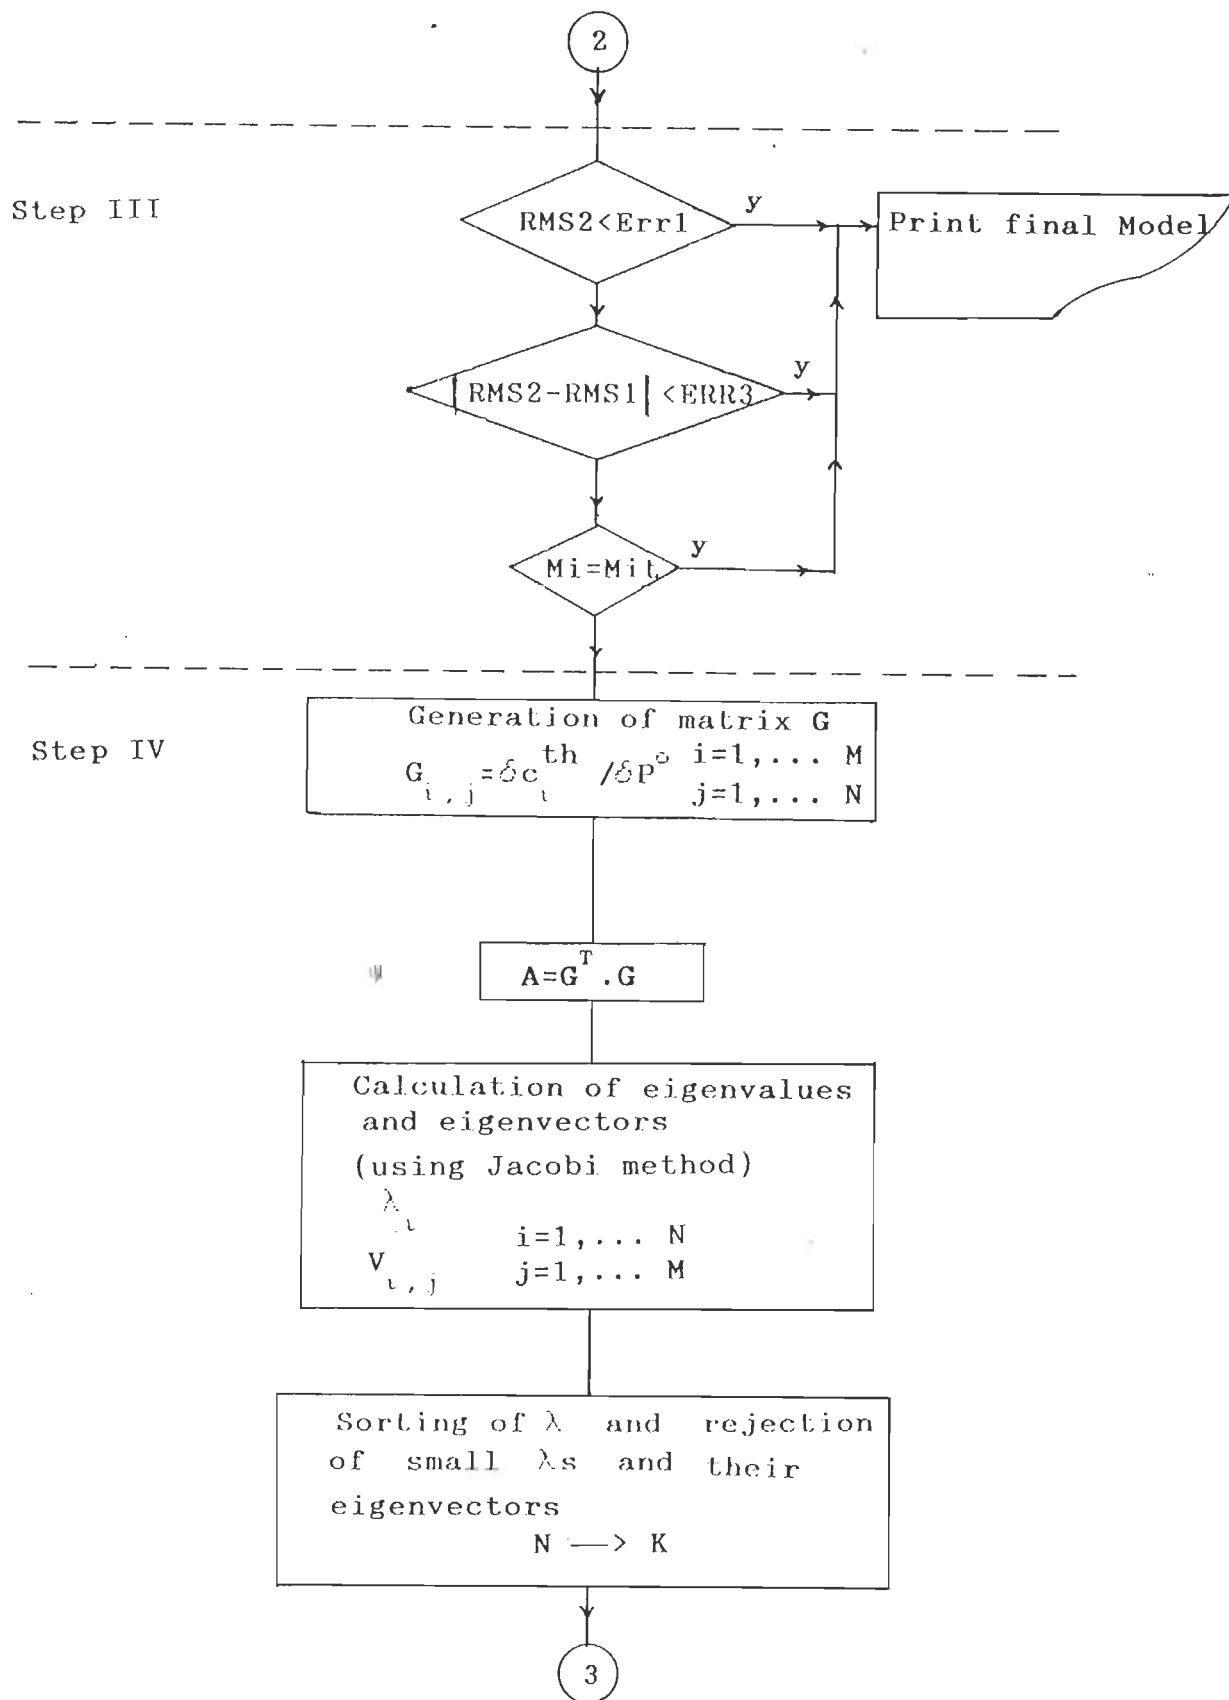 2
Step III
RMS2<Err1
y
Print final Model
|RMS2-RMS1|<ERR3
y
Mi=Mit
y
Step IV
Generation of matrix G
G i,j =δc i th /δP o i=1,... M
j=1,... N
A=G T .G
Calculation of eigenvalues
and eigenvectors
(using Jacobi method)
λ i
i=1,... N
V i,j j=1,... M
Sorting of λ and rejection
of small λs and their
eigenvectors
N —> K
3